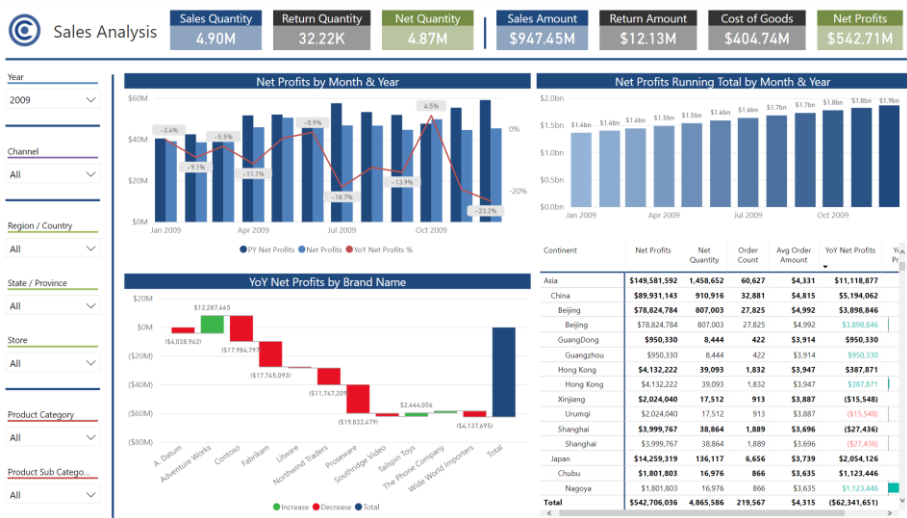 Sales Analysis
Sales Quantity
4.90M
Return Quantity
32.22K
Net Quantity
4.87M
Sales Amount
$947.45M
Return Amount
$12.13M
Cost of Goods
$404.74M
Net Profits
$542.71M
Year
2009
Channel
All
Region / Country
All
State / Province
All
Store
All
Product Category
All
Product Sub Catego...
All
Net Profits by Month & Year
$60M
$40M
$20M
$0M
0%
-20%
-3.4%
-9.1%
-5.5%
-11.1%
-0.9%
-18.7%
-13.9%
4.5%
-23.2%
Jan 2009 Apr 2009 Jul 2009 Oct 2009
PY Net Profits Net Profits YoY Net Profits %
Net Profits Running Total by Month & Year
$2.0bn
$1.5bn
$1.0bn
$0.5bn
$0.0bn
$1.4bn $1.4bn $1.4bn $1.5bn $1.5bn $1.6bn $1.6bn $1.7bn $1.7bn $1.8bn $1.8bn $1.9bn
Jan 2009 Apr 2009 Jul 2009 Oct 2009
YoY Net Profits by Brand Name
$20M
$0M
($20M)
($40M)
($60M)
($80M)
($4,038,942)
$12,287,465
($17,984,797)
($17,745,093)
($11,747,209)
($19,833,479)
$2,444,006
($4,137,695)
A. Datum
Adventure Works
Contoso
Fabrikam
Litware
Northwind Traders
Proseware
Southridge Video
Tailspin Toys
The Phone Company
Wide World Importers
Total
Increase Decrease Total
Continent Net Profits Net Quantity Order Count Avg Order Amount YoY Net Profits
Asia $149,581,592 1,458,652 60,627 $4,331 $11,118,877
China $89,931,143 910,916 32,881 $4,815 $5,194,062
Beijing $78,824,784 807,003 27,825 $4,992 $3,898,846
Beijing $78,824,784 807,003 27,825 $4,992 $3,898,846
GuangDong $950,330 8,444 422 $3,914 $950,330
Guangzhou $950,330 8,444 422 $3,914 $950,330
Hong Kong $4,132,222 39,093 1,832 $3,947 $387,871
Hong Kong $4,132,222 39,093 1,832 $3,947 $387,871
Xinjiang $2,024,040 17,512 913 $3,887 ($15,548)
Urumqi $2,024,040 17,512 913 $3,887 ($15,548)
Shanghai $3,999,767 38,864 1,889 $3,696 ($27,436)
Shanghai $3,999,767 38,864 1,889 $3,696 ($27,436)
Japan $14,259,319 136,117 6,656 $3,739 $2,054,126
Chubu $1,801,803 16,976 866 $3,635 $1,123,446
Nagoya $1,801,803 16,976 866 $3,635 $1,123,446
Total $542,706,036 4,865,586 219,567 $4,315 ($62,341,651)